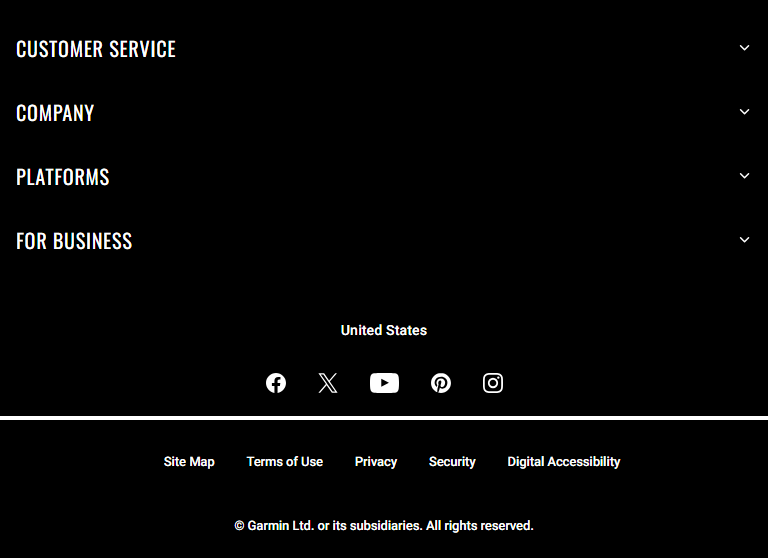 CUSTOMER SERVICE
COMPANY
PLATFORMS
FOR BUSINESS
United States
Site Map Terms of Use Privacy Security Digital Accessibility
© Garmin Ltd. or its subsidiaries. All rights reserved.